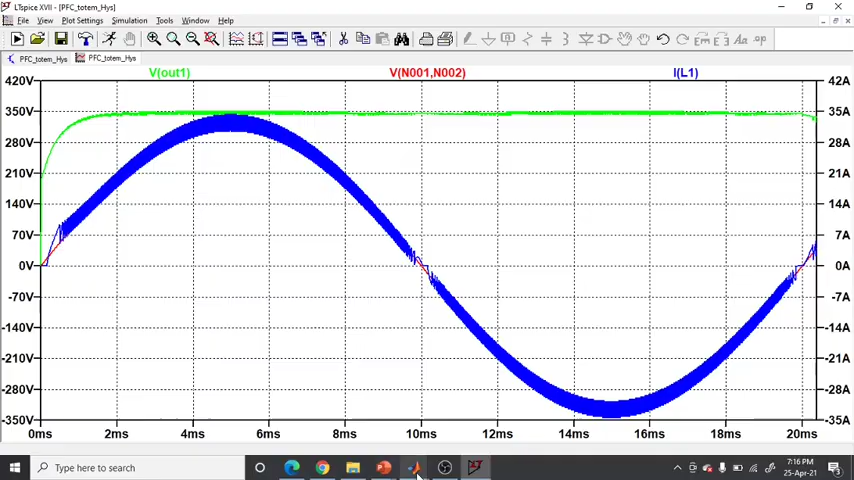 LTspice XVII - [PFC_totem_Hys]
File View Plot Settings Simulation Tools Window Help
PFC_totem_Hys PFC_totem_Hys
V(out1) V(N001,N002) I(L1)
420V 42A
350V 35A
280V 28A
210V 21A
140V 14A
70V 7A
0V 0A
-70V -7A
-140V -14A
-210V -21A
-280V -28A
-350V -35A
0ms 2ms 4ms 6ms 8ms 10ms 12ms 14ms 16ms 18ms 20ms
Type here to search
7:16 PM
25-Apr-21